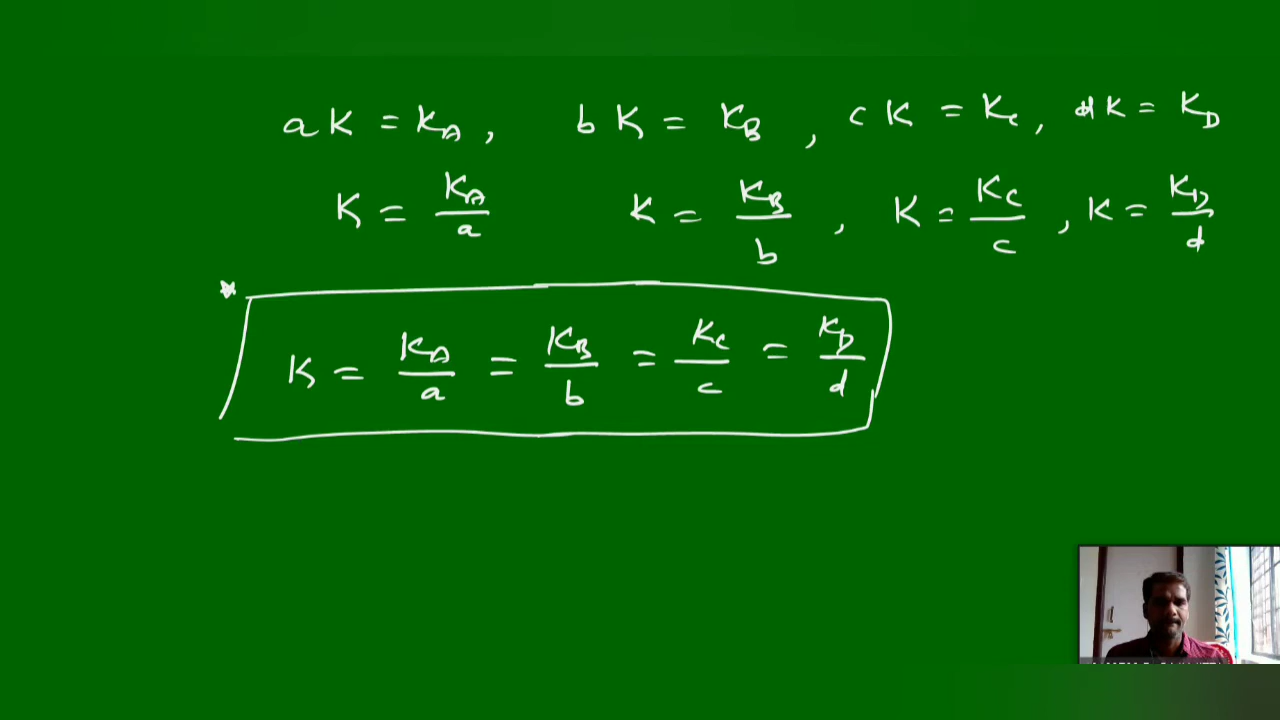 aK = K_A, bK = K_B, cK = K_C, dK = K_D
K = K_A/a K = K_B/b, K = K_C/c, K = K_D/d
* K = K_A/a = K_B/b = K_C/c = K_D/d